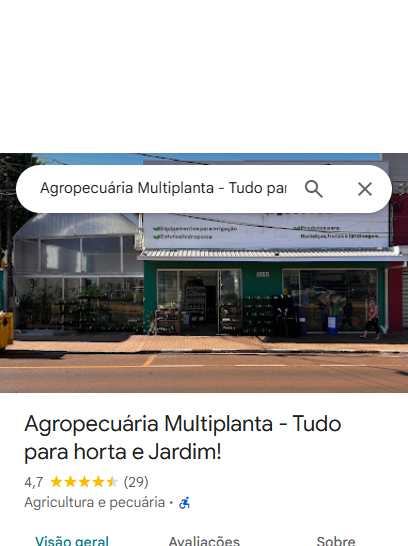 Agropecuária Multiplanta - Tudo par
Equipamentos para irrigação
Estufas e hidroponia
Produtos para
Hortaliças, frutas e landscape
Agropecuária Multiplanta - Tudo
para horta e Jardim!
4,7 (29)
Agricultura e pecuária ·
Visão geral
Avaliações
Sobre